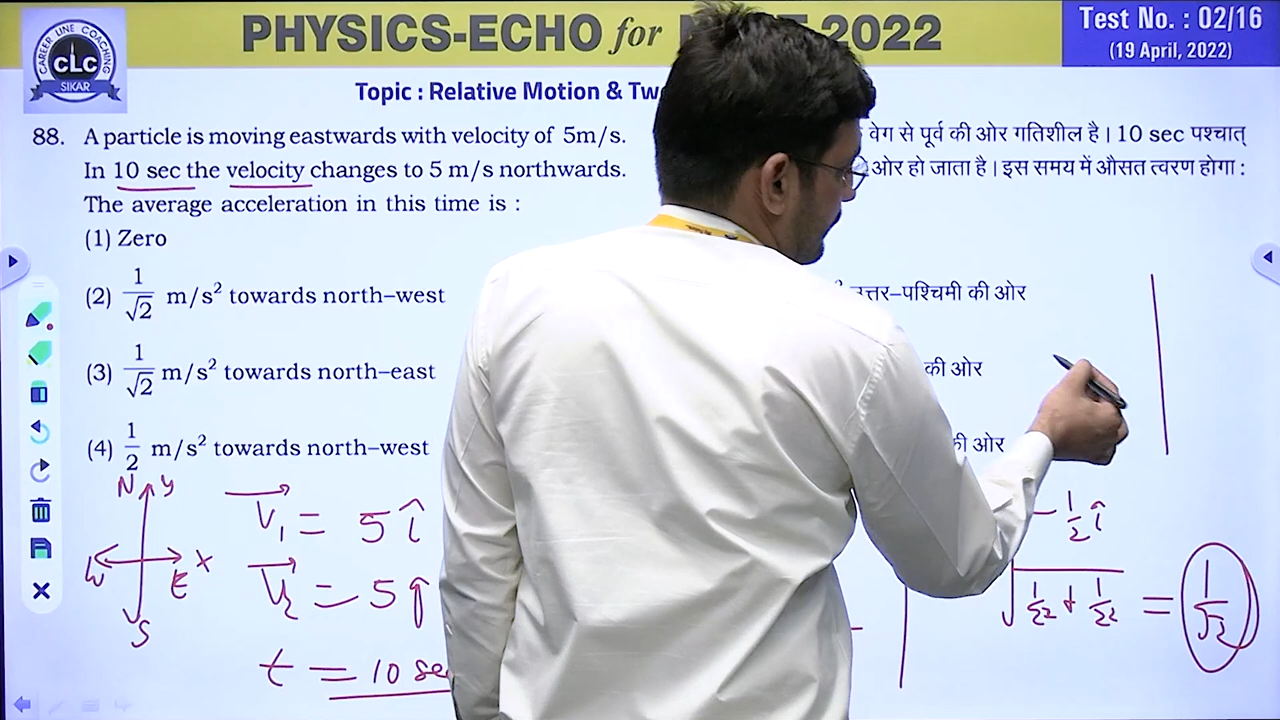 CAREER LINE COACHING
CLC
SIKAR
PHYSICS-ECHO for 2022
Test No. : 02/16
(19 April, 2022)
Topic : Relative Motion &
88. A particle is moving eastwards with velocity of 5m/s.
In 10 sec the velocity changes to 5 m/s northwards.
The average acceleration in this time is :
(1) Zero
(2) 1/√2 m/s² towards north–west
(3) 1/√2 m/s² towards north–east
(4) 1/2 m/s² towards north–west
वेग से पूर्व की ओर गतिशील है। 10 sec पश्चात्
ओर हो जाता है। इस समय में औसत त्वरण होगा :
उत्तर–पश्चिमी की ओर
की ओर
की ओर
N Y
W E X
S
V₁ = 5 î
V₂ = 5 ĵ
t = 10 sec
- 1/2 î
√ 1/2² + 1/2² = 1/√2